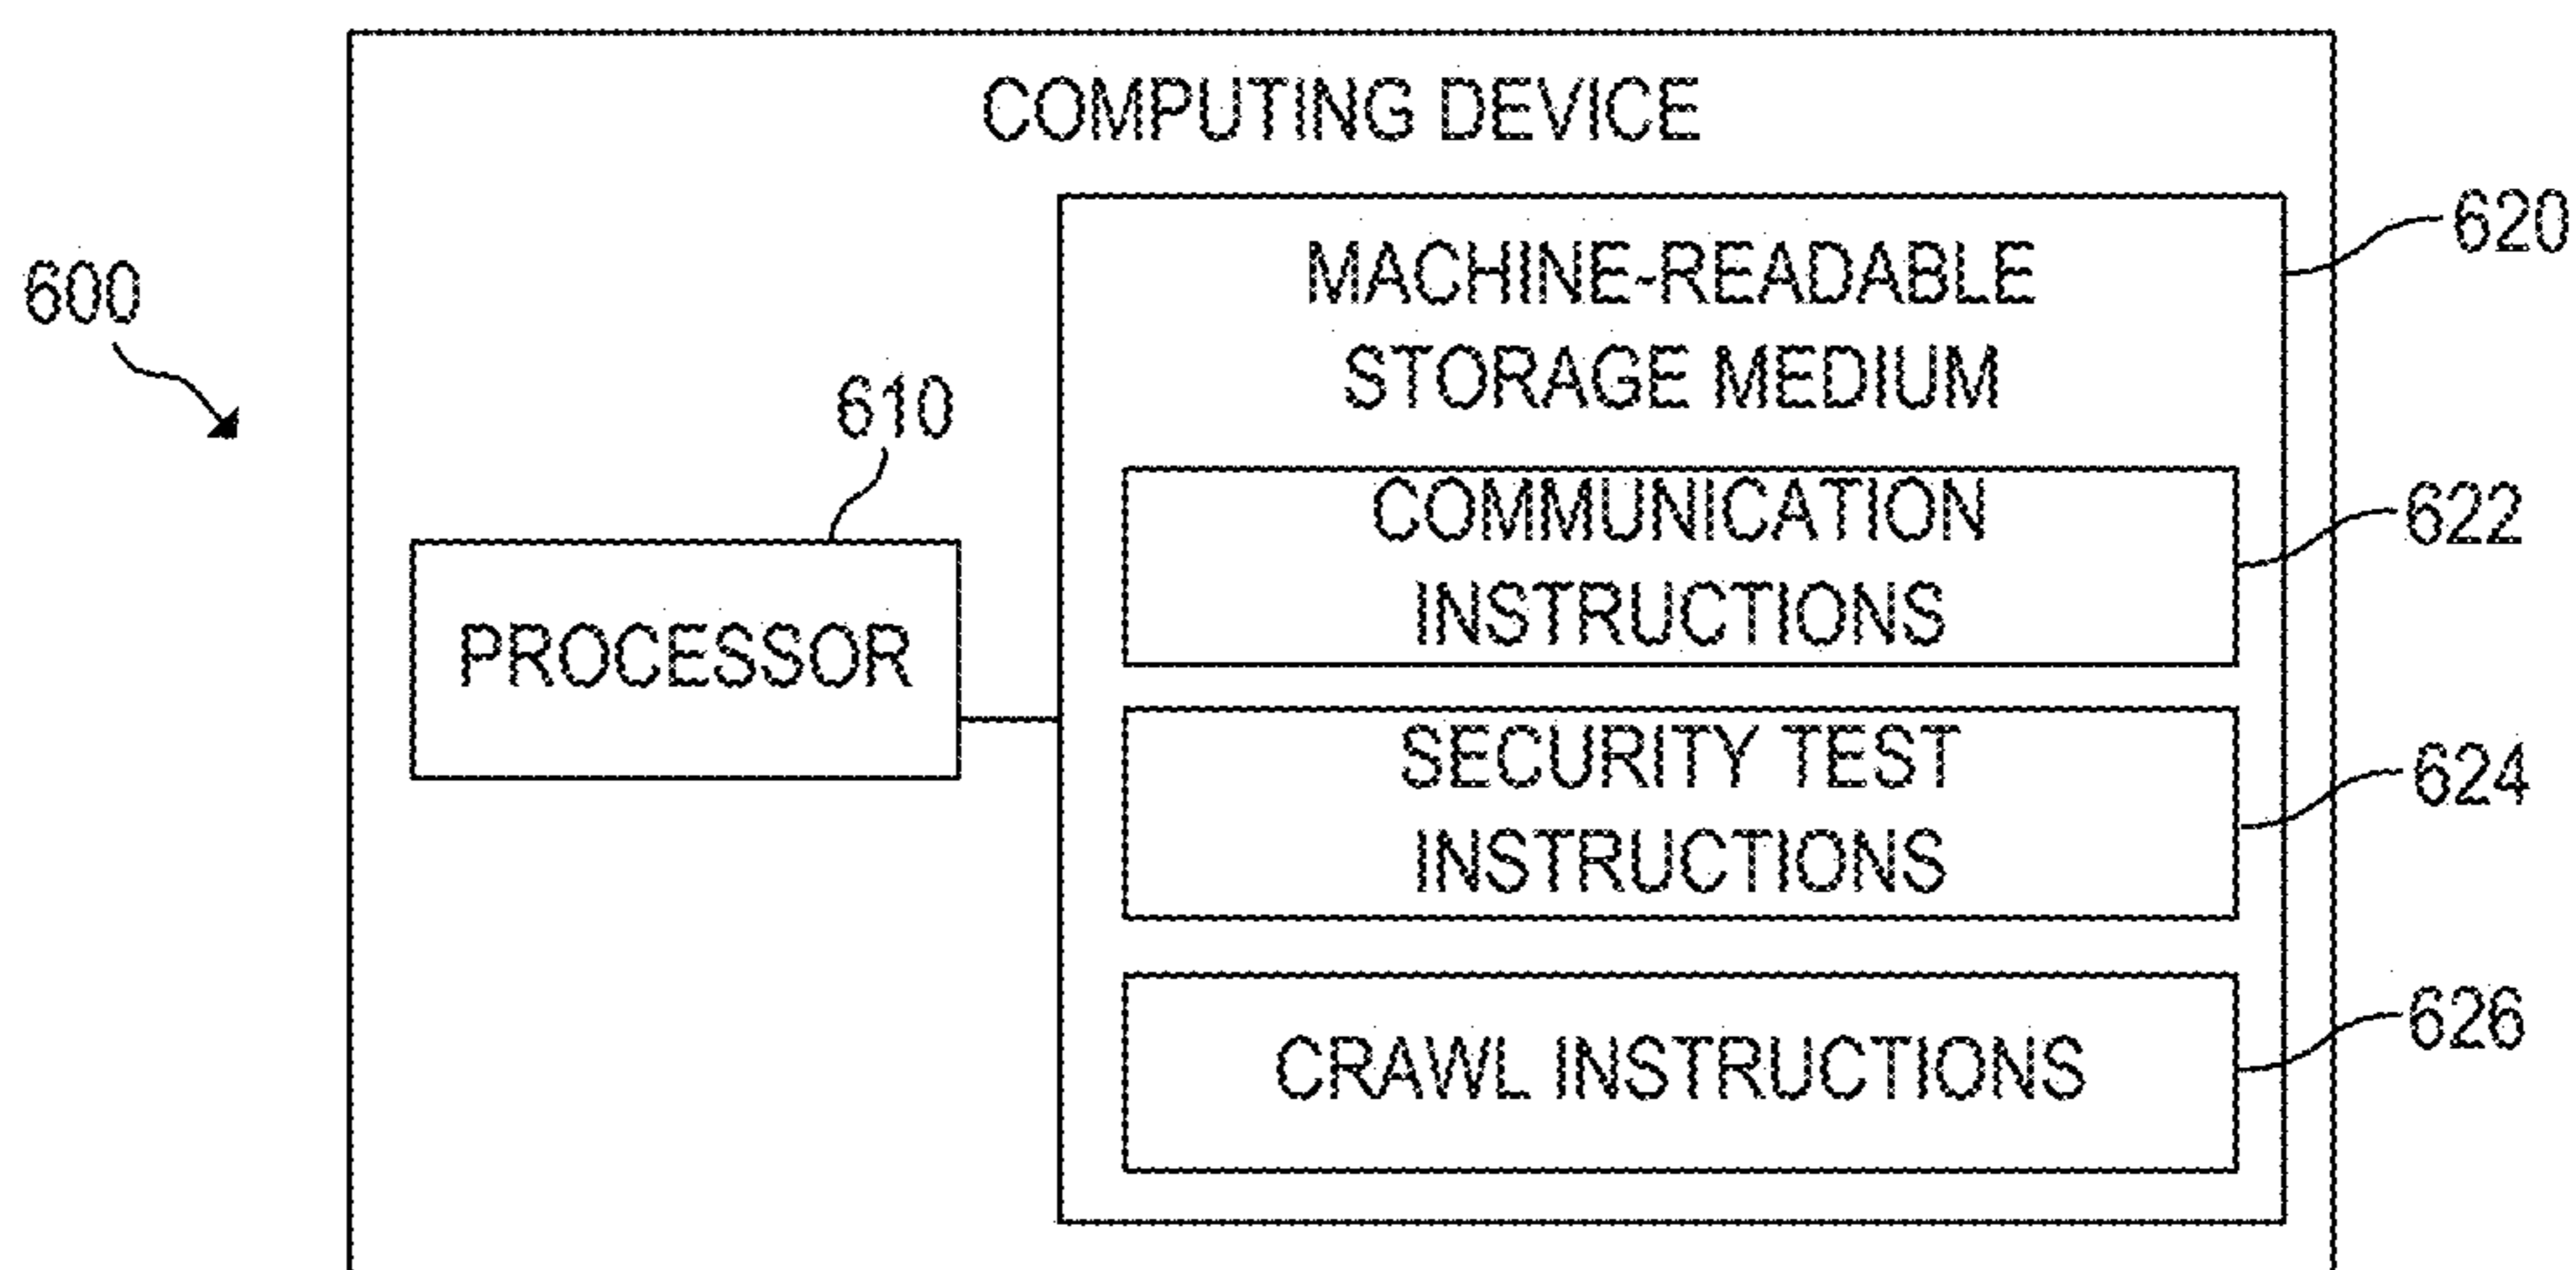 COMPUTING DEVICE
600
620
MACHINE-READABLE
STORAGE MEDIUM
610
PROCESSOR
COMMUNICATION
INSTRUCTIONS
622
SECURITY TEST
INSTRUCTIONS
624
CRAWL INSTRUCTIONS
626